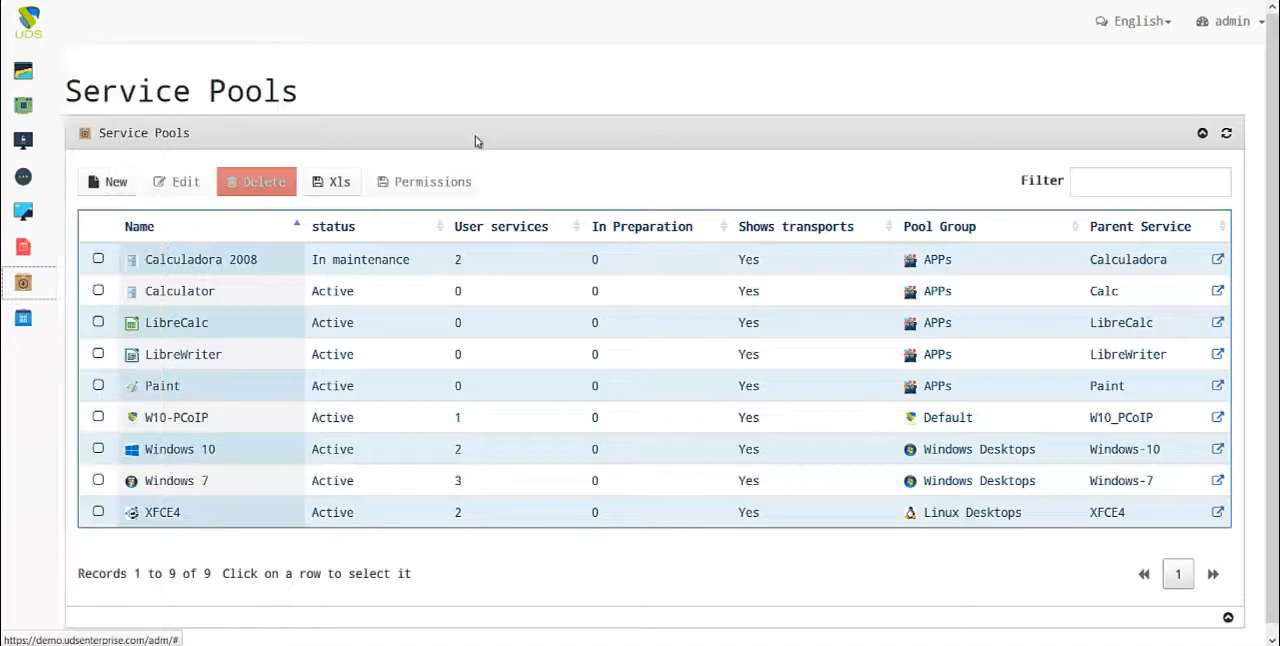 UDS
English
admin
Service Pools
Service Pools
New Edit Delete Xls Permissions Filter
Name status User services In Preparation Shows transports Pool Group Parent Service
Calculadora 2008 In maintenance 2 0 Yes APPs Calculadora
Calculator Active 0 0 Yes APPs Calc
LibreCalc Active 0 0 Yes APPs LibreCalc
LibreWriter Active 0 0 Yes APPs LibreWriter
Paint Active 0 0 Yes APPs Paint
W10-PCoIP Active 1 0 Yes Default W10_PCoIP
Windows 10 Active 2 0 Yes Windows Desktops Windows-10
Windows 7 Active 3 0 Yes Windows Desktops Windows-7
XFCE4 Active 2 0 Yes Linux Desktops XFCE4
Records 1 to 9 of 9 Click on a row to select it 1
https://demo.udsenterprise.com/adm/#